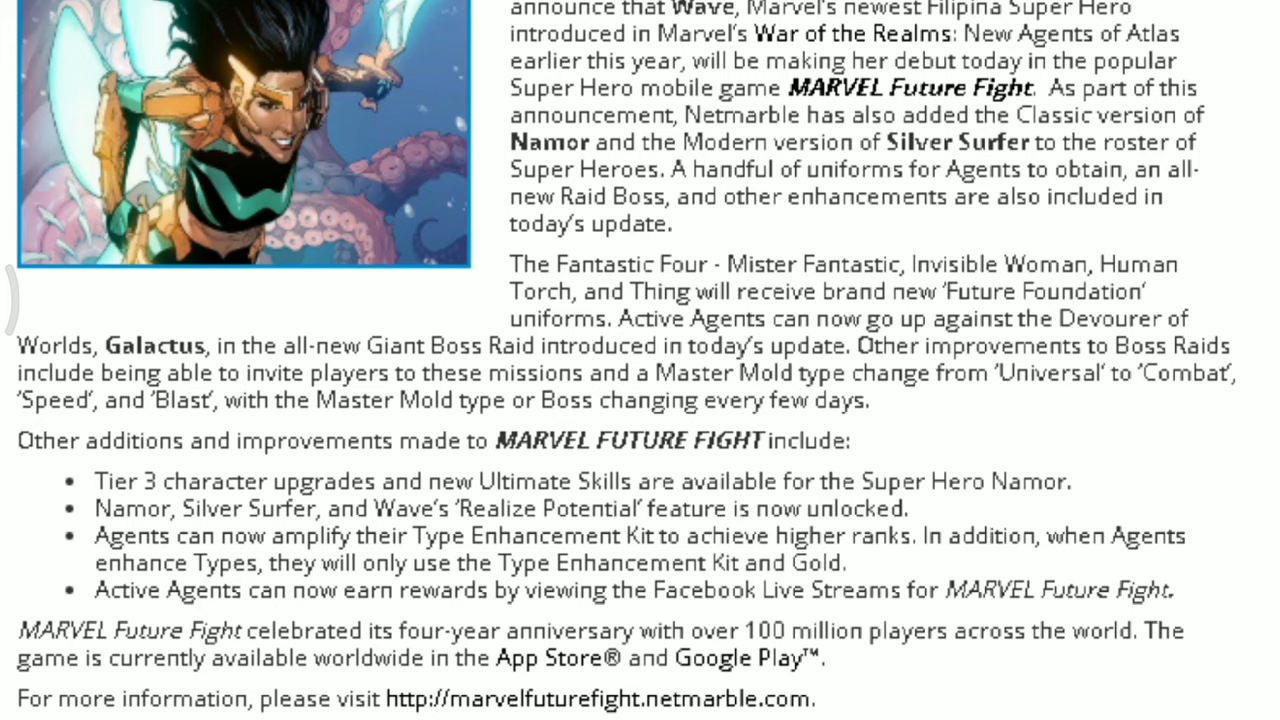 announce that Wave, Marvel's newest Filipina Super Hero
introduced in Marvel's War of the Realms: New Agents of Atlas
earlier this year, will be making her debut today in the popular
Super Hero mobile game MARVEL Future Fight. As part of this
announcement, Netmarble has also added the Classic version of
Namor and the Modern version of Silver Surfer to the roster of
Super Heroes. A handful of uniforms for Agents to obtain, an all-
new Raid Boss, and other enhancements are also included in
today's update.
The Fantastic Four - Mister Fantastic, Invisible Woman, Human
Torch, and Thing will receive brand new 'Future Foundation'
uniforms. Active Agents can now go up against the Devourer of
Worlds, Galactus, in the all-new Giant Boss Raid introduced in today's update. Other improvements to Boss Raids
include being able to invite players to these missions and a Master Mold type change from 'Universal' to 'Combat',
'Speed', and 'Blast', with the Master Mold type or Boss changing every few days.
Other additions and improvements made to MARVEL FUTURE FIGHT include:
• Tier 3 character upgrades and new Ultimate Skills are available for the Super Hero Namor.
• Namor, Silver Surfer, and Wave's 'Realize Potential' feature is now unlocked.
• Agents can now amplify their Type Enhancement Kit to achieve higher ranks. In addition, when Agents
enhance Types, they will only use the Type Enhancement Kit and Gold.
• Active Agents can now earn rewards by viewing the Facebook Live Streams for MARVEL Future Fight.
MARVEL Future Fight celebrated its four-year anniversary with over 100 million players across the world. The
game is currently available worldwide in the App Store® and Google Play™.
For more information, please visit http://marvelfuturefight.netmarble.com.